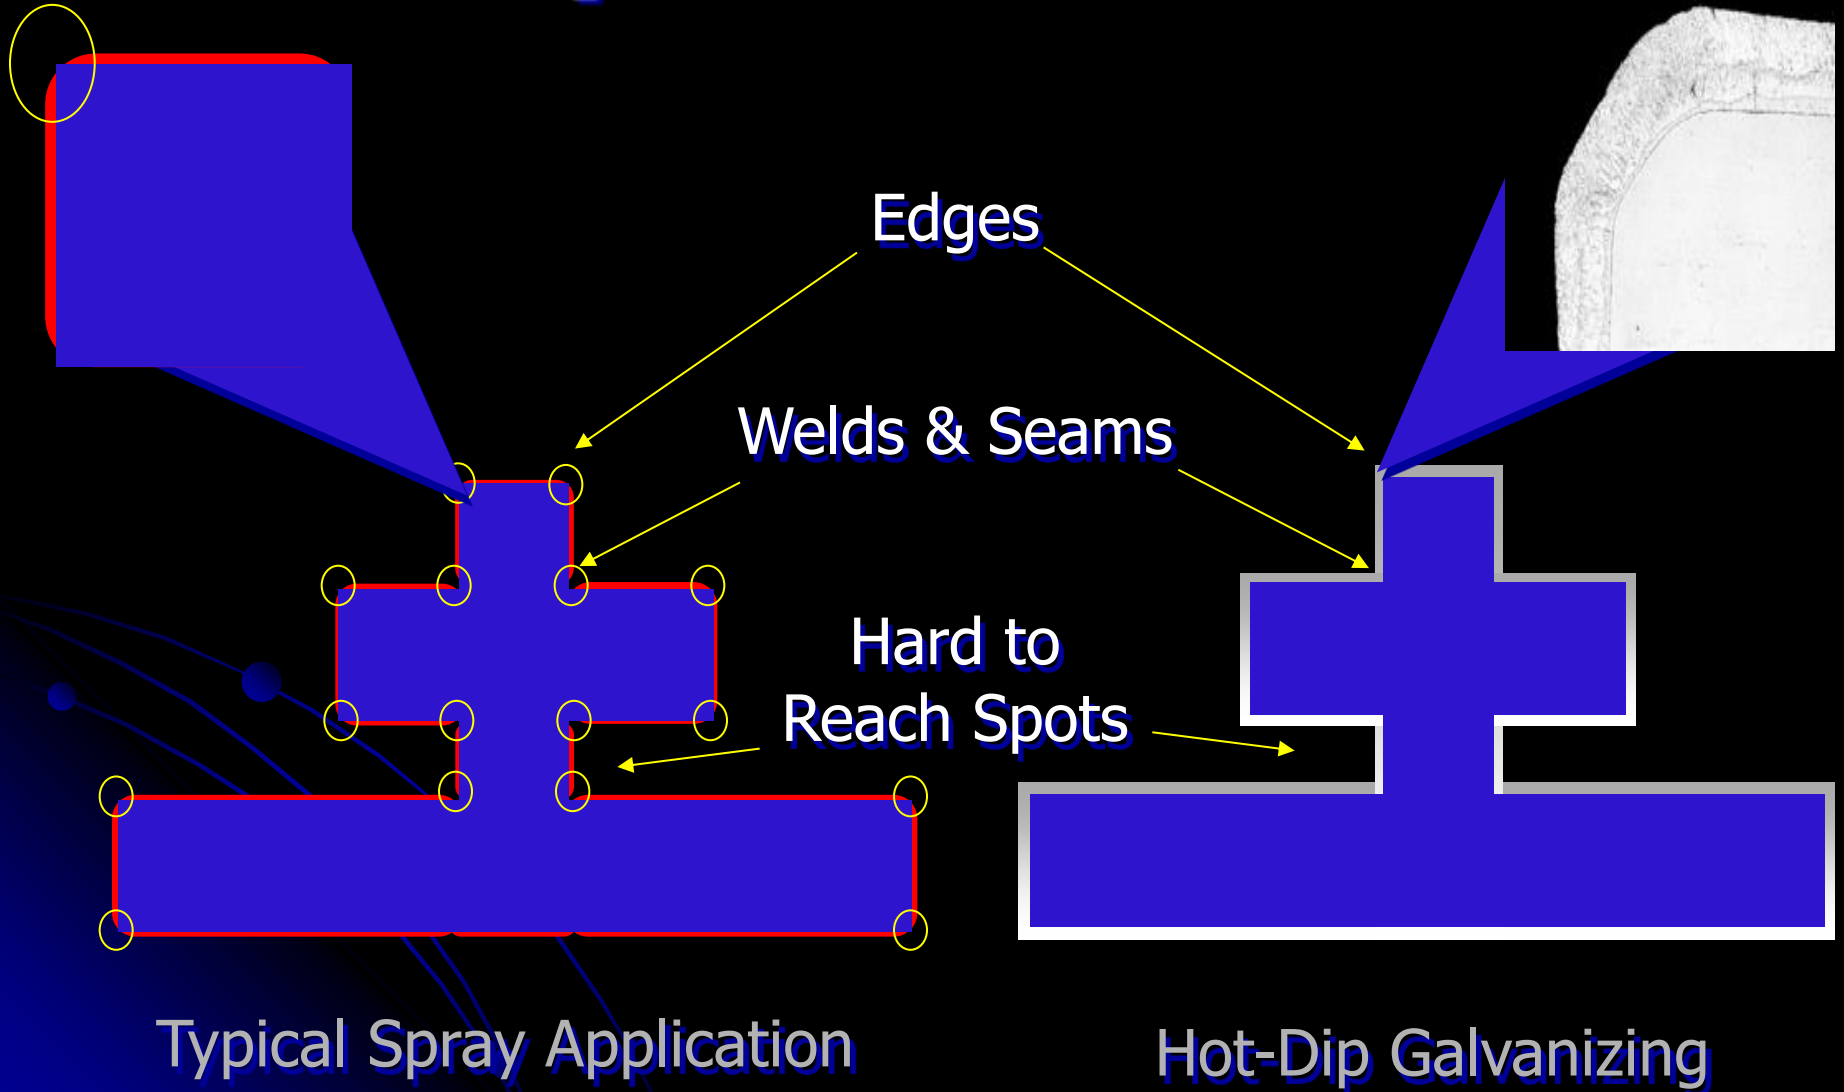 Edges
Welds & Seams
Hard to
Reach Spots
Typical Spray Application
Hot-Dip Galvanizing